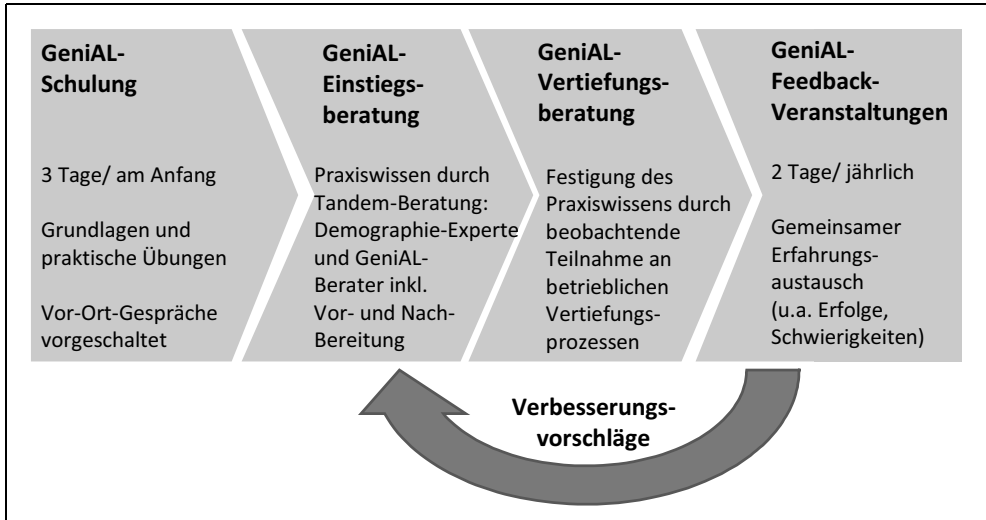 GeniAL-
Schulung
3 Tage/ am Anfang
Grundlagen und
praktische Übungen
Vor-Ort-Gespräche
vorgeschaltet
GeniAL-
Einstiegs-
beratung
Praxiswissen durch
Tandem-Beratung:
Demographie-Experte
und GeniAL-
Berater inkl.
Vor- und Nach-
Bereitung
GeniAL-
Vertiefungs-
beratung
Festigung des
Praxiswissens durch
beobachtende
Teilnahme an
betrieblichen
Vertiefungs-
prozessen
GeniAL-
Feedback-
Veranstaltungen
2 Tage/ jährlich
Gemeinsamer
Erfahrungs-
austausch
(u.a. Erfolge,
Schwierigkeiten)
Verbesserungs-
vorschläge